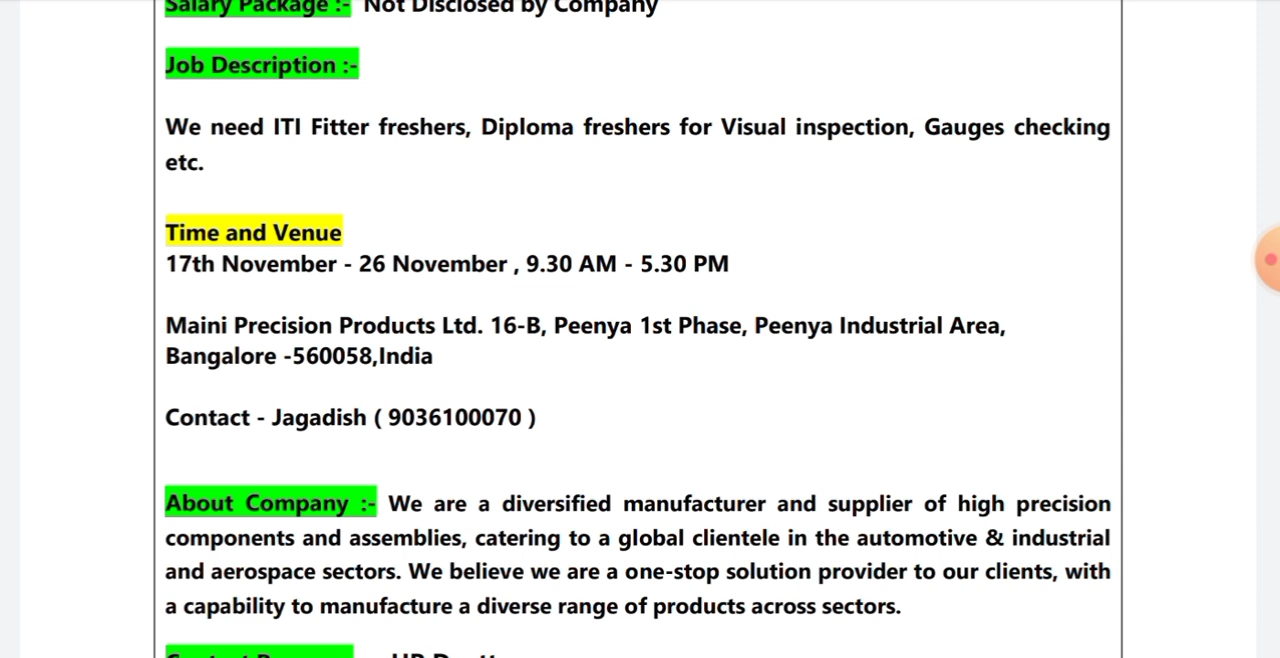 Salary Package :- Not Disclosed by Company
Job Description :-
We need ITI Fitter freshers, Diploma freshers for Visual inspection, Gauges checking
etc.
Time and Venue
17th November - 26 November , 9.30 AM - 5.30 PM
Maini Precision Products Ltd. 16-B, Peenya 1st Phase, Peenya Industrial Area,
Bangalore -560058,India
Contact - Jagadish ( 9036100070 )
About Company :- We are a diversified manufacturer and supplier of high precision
components and assemblies, catering to a global clientele in the automotive & industrial
and aerospace sectors. We believe we are a one-stop solution provider to our clients, with
a capability to manufacture a diverse range of products across sectors.